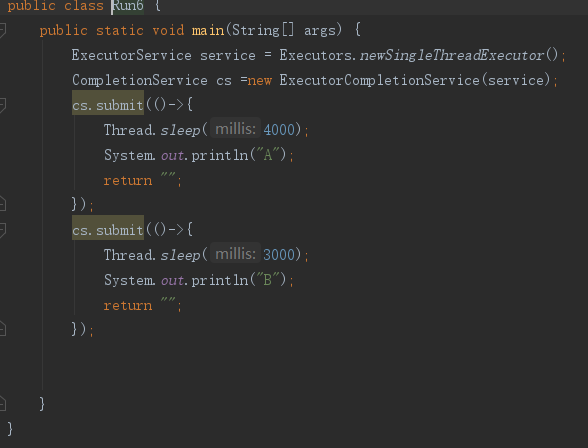 public class Run6 {
public static void main(String[] args) {
ExecutorService service = Executors.newSingleThreadExecutor();
CompletionService cs =new ExecutorCompletionService(service);
cs.submit(()->{
Thread.sleep( millis: 4000);
System.out.println("A");
return "";
});
cs.submit(()->{
Thread.sleep( millis: 3000);
System.out.println("B");
return "";
});
}
}